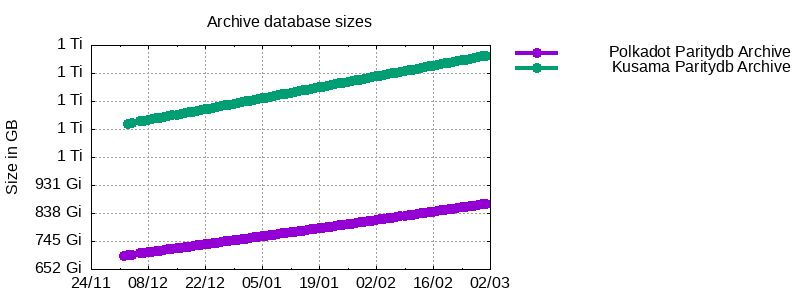 Archive database sizes
Polkadot Paritydb Archive
Kusama Paritydb Archive
Size in GB
1 Ti
1 Ti
1 Ti
1 Ti
1 Ti
931 Gi
838 Gi
745 Gi
652 Gi
24/11 08/12 22/12 05/01 19/01 02/02 16/02 02/03